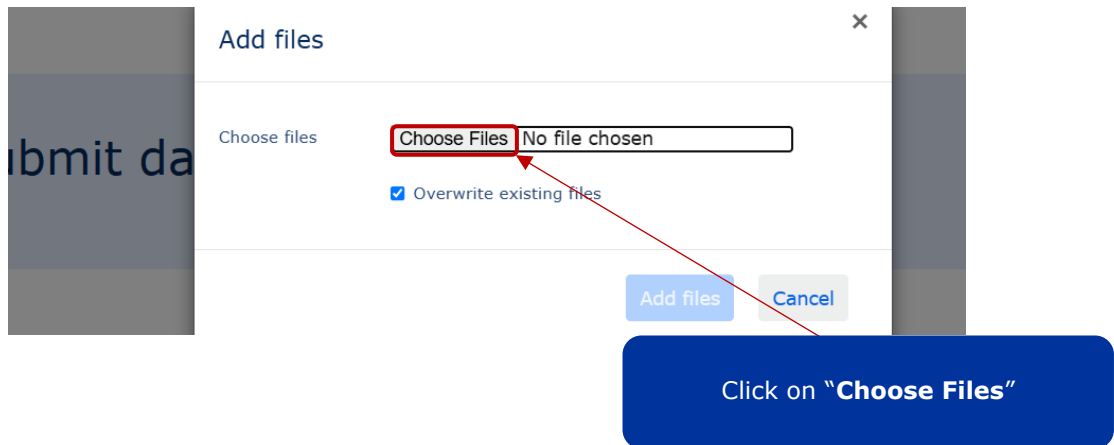 Add files
×
Choose files
Choose Files No file chosen
ubmit da
Overwrite existing files
Add files Cancel
Click on “Choose Files”